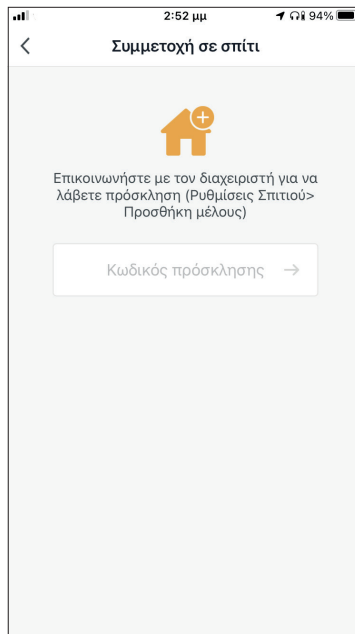 2:52 μμ
94%
Συμμετοχή σε σπίτι
Επικοινωνήστε με τον διαχειριστή για να
λάβετε πρόσκληση (Ρυθμίσεις Σπιτιού>
Προσθήκη μέλους)
Κωδικός πρόσκλησης